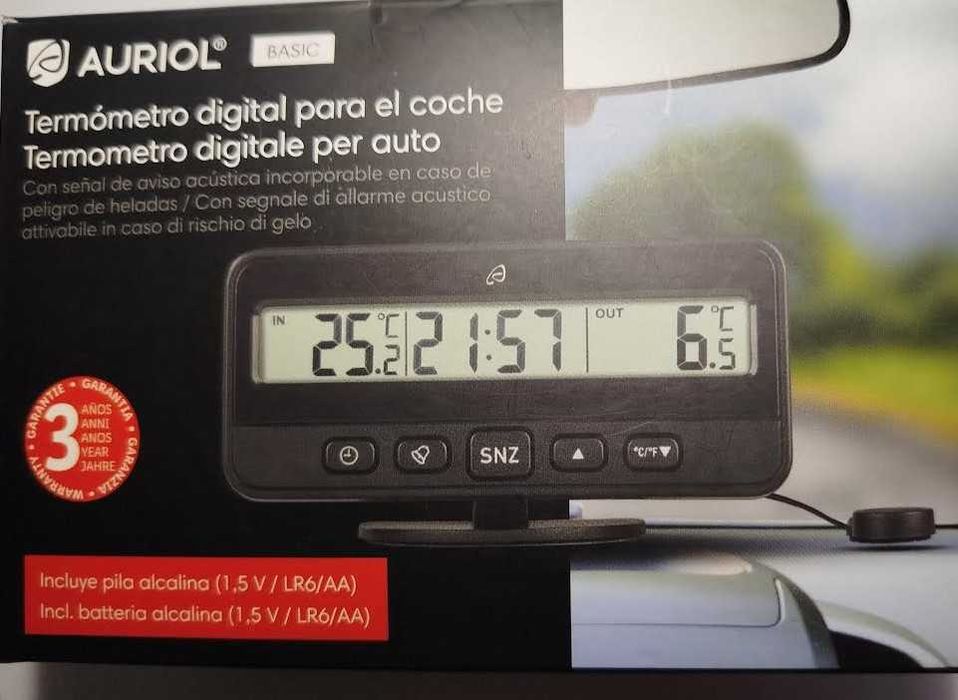 AURIOL®
BASIC
Termómetro digital para el coche
Termometro digitale per auto
Con señal de aviso acústica incorporable en caso de
peligro de heladas / Con segnale di allarme acustico
attivabile in caso di rischio di gelo
IN 25.2 °C 21:57 OUT 6.5 °C
SNZ
▲
°C/°F▼
GARANTIE • GARANTIA • GARANZIA • WARRANTY •
3
AÑOS
ANNI
ANOS
YEAR
JAHRE
Incluye pila alcalina (1,5 V / LR6/AA)
Incl. batteria alcalina (1,5 V / LR6/AA)